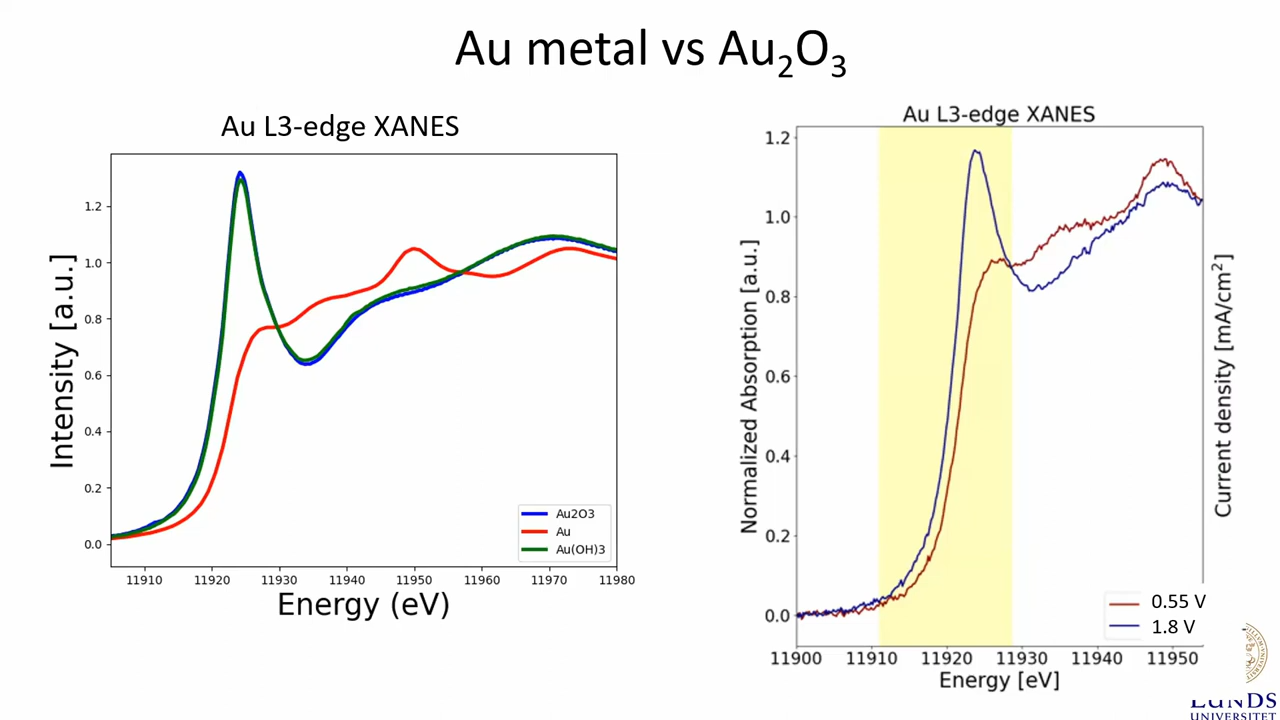 Au metal vs Au₂O₃
Au L3-edge XANES
1.2
1.0
0.8
0.6
0.4
0.2
0.0
Intensity [a.u.]
Au2O3
Au
Au(OH)3
11910 11920 11930 11940 11950 11960 11970 11980
Energy (eV)
Au L3-edge XANES
1.2
1.0
0.8
0.6
0.4
0.2
0.0
Normalized Absorption [a.u.]
Current density [mA/cm²]
0.55 V
1.8 V
11900 11910 11920 11930 11940 11950
Energy [eV]
LUNDS
UNIVERSITET